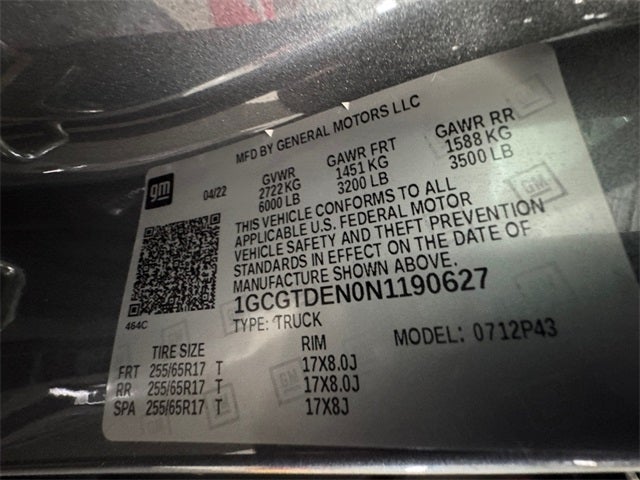 MFD BY GENERAL MOTORS LLC
gm
04/22
GVWR GAWR FRT GAWR RR
2722 KG 1451 KG 1588 KG
6000 LB 3200 LB 3500 LB
THIS VEHICLE CONFORMS TO ALL
APPLICABLE U.S. FEDERAL MOTOR
VEHICLE SAFETY AND THEFT PREVENTION
STANDARDS IN EFFECT ON THE DATE OF
MANUFACTURE SHOWN ABOVE.
1GCGTDEN0N1190627
464C
TYPE: TRUCK
MODEL: 0712P43
TIRE SIZE RIM
FRT 255/65R17 T 17X8.0J
RR 255/65R17 T 17X8.0J
SPA 255/65R17 T 17X8J